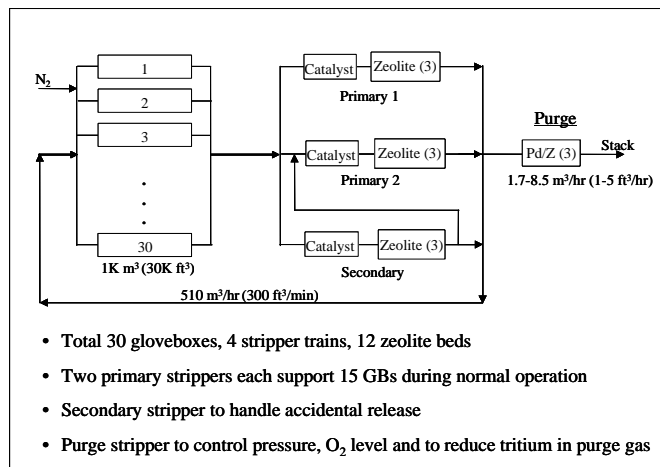 1
N₂
2
3
.
.
.
30
1K m³ (30K ft³)
Catalyst
Zeolite (3)
Primary 1
Catalyst
Zeolite (3)
Primary 2
Catalyst
Zeolite (3)
Secondary
Purge
Pd/Z (3)
Stack
1.7-8.5 m³/hr (1-5 ft³/hr)
510 m³/hr (300 ft³/min)
• Total 30 gloveboxes, 4 stripper trains, 12 zeolite beds
• Two primary strippers each support 15 GBs during normal operation
• Secondary stripper to handle accidental release
• Purge stripper to control pressure, O₂ level and to reduce tritium in purge gas